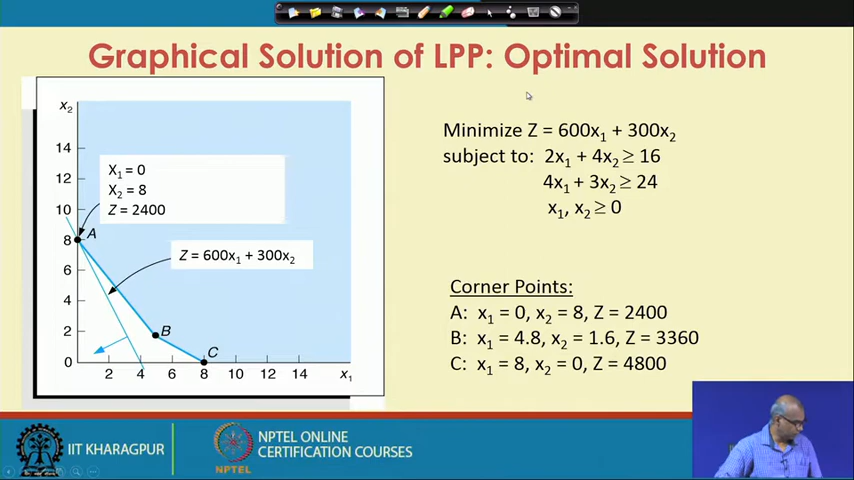 Graphical Solution of LPP: Optimal Solution
x2
14
12
10
8
6
4
2
0
X1 = 0
X2 = 8
Z = 2400
A
Z = 600x1 + 300x2
B
C
2 4 6 8 10 12 14 x1
Minimize Z = 600x1 + 300x2
subject to: 2x1 + 4x2 ≥ 16
4x1 + 3x2 ≥ 24
x1, x2 ≥ 0
Corner Points:
A: x1 = 0, x2 = 8, Z = 2400
B: x1 = 4.8, x2 = 1.6, Z = 3360
C: x1 = 8, x2 = 0, Z = 4800
IIT KHARAGPUR
NPTEL
NPTEL ONLINE
CERTIFICATION COURSES